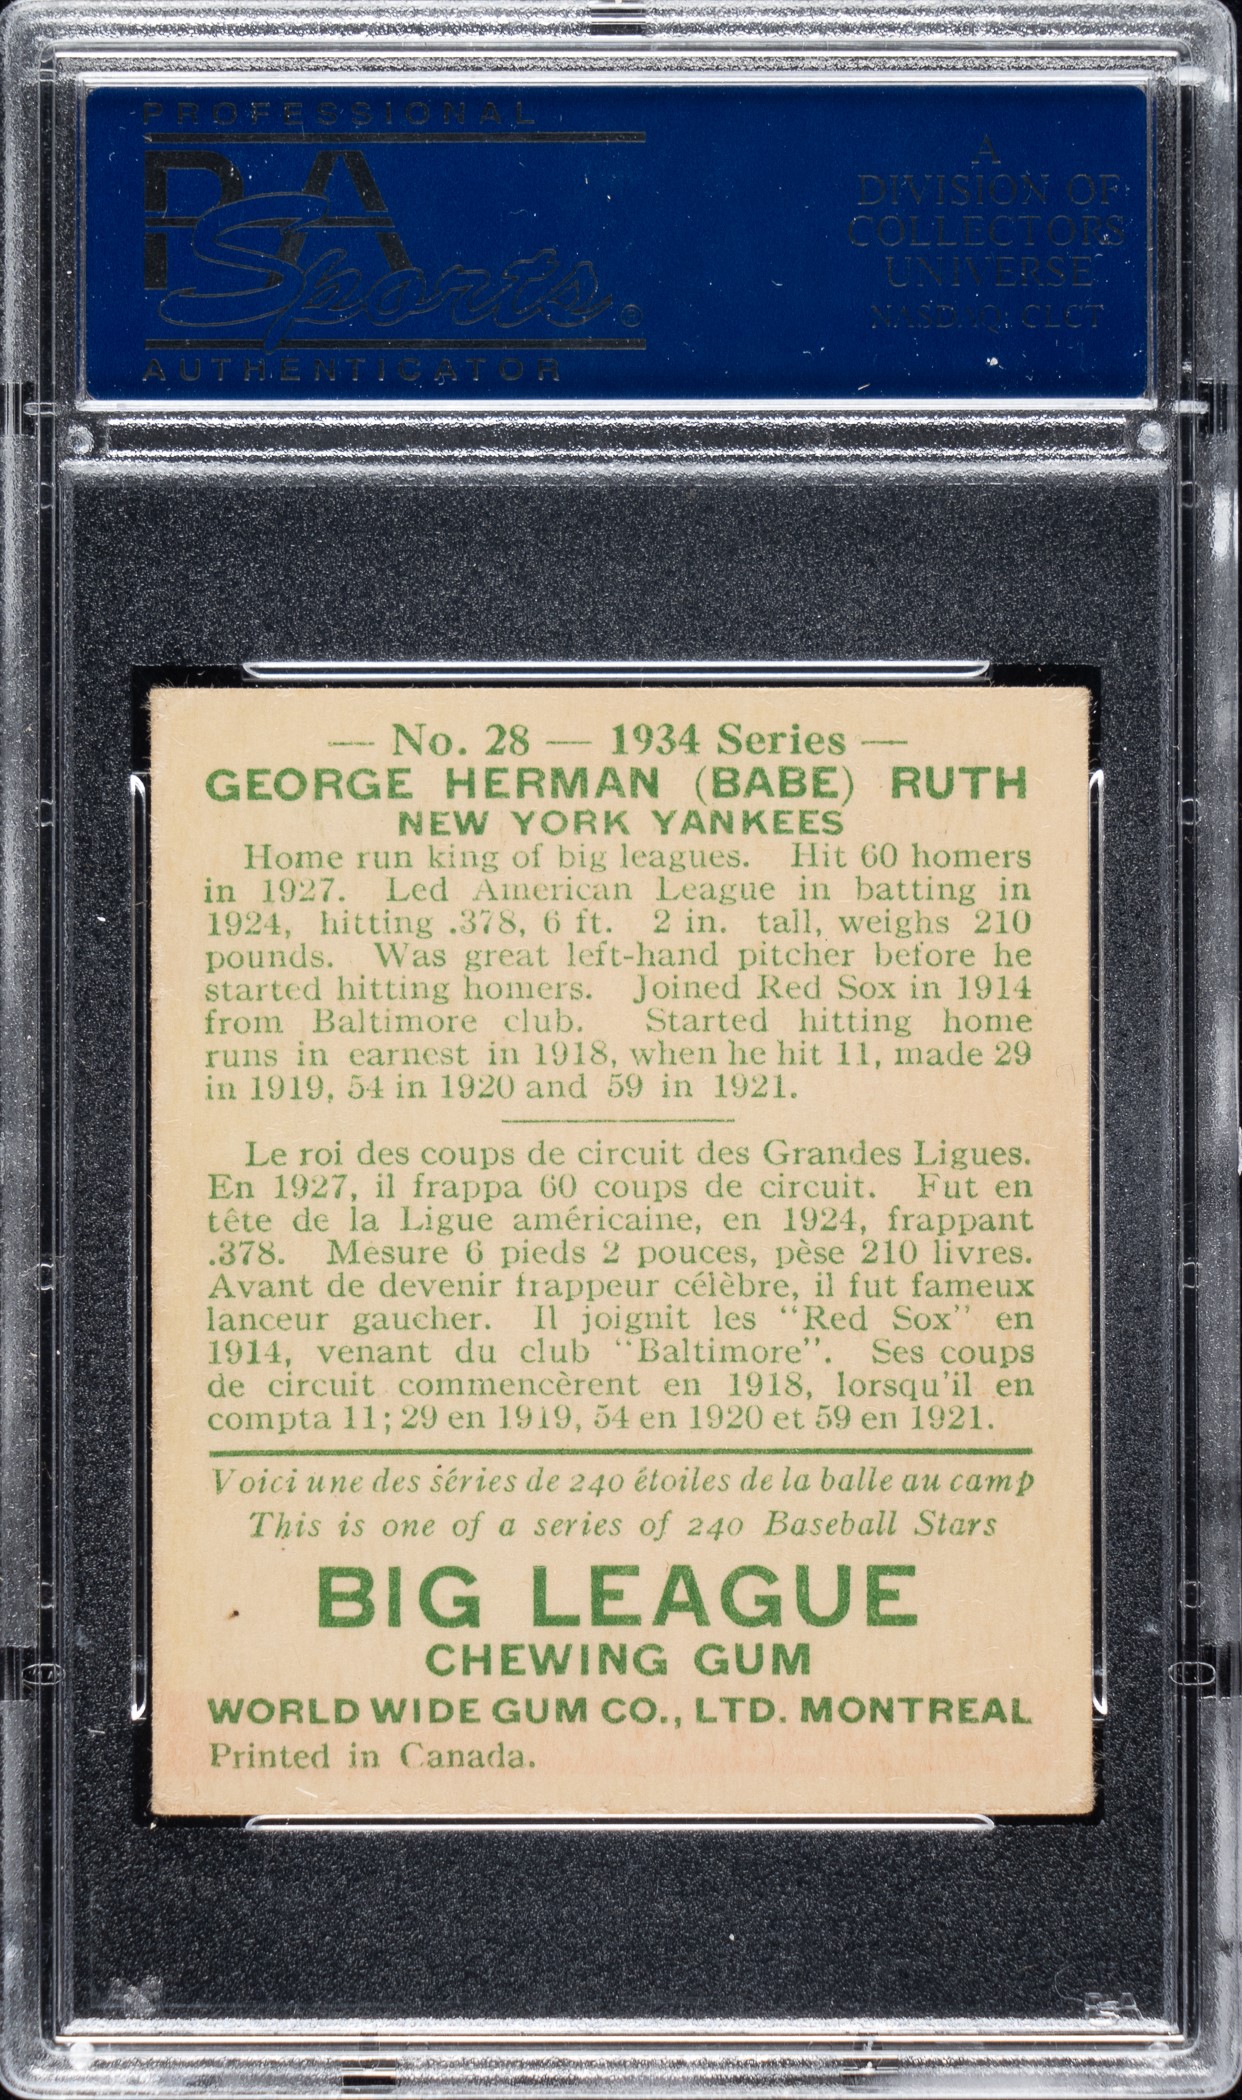 PROFESSIONAL
PSA
Sports®
AUTHENTICATOR
A
DIVISION OF
COLLECTORS
UNIVERSE
NASDAQ: CLCT
— No. 28 — 1934 Series —
GEORGE HERMAN (BABE) RUTH
NEW YORK YANKEES
Home run king of big leagues. Hit 60 homers
in 1927. Led American League in batting in
1924, hitting .378, 6 ft. 2 in. tall, weighs 210
pounds. Was great left-hand pitcher before he
started hitting homers. Joined Red Sox in 1914
from Baltimore club. Started hitting home
runs in earnest in 1918, when he hit 11, made 29
in 1919, 54 in 1920 and 59 in 1921.
Le roi des coups de circuit des Grandes Ligues.
En 1927, il frappa 60 coups de circuit. Fut en
tête de la Ligue américaine, en 1924, frappant
.378. Mesure 6 pieds 2 pouces, pèse 210 livres.
Avant de devenir frappeur célèbre, il fut fameux
lanceur gaucher. Il joignit les “Red Sox” en
1914, venant du club “Baltimore”. Ses coups
de circuit commencèrent en 1918, lorsqu'il en
compta 11; 29 en 1919, 54 en 1920 et 59 en 1921.
Voici une des séries de 240 étoiles de la balle au camp
This is one of a series of 240 Baseball Stars
BIG LEAGUE
CHEWING GUM
WORLD WIDE GUM CO., LTD. MONTREAL
Printed in Canada.
PSA